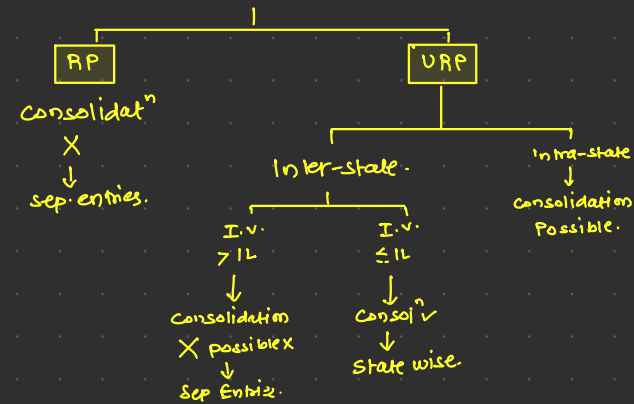 RP
Consolidatⁿ
X
sep. entries.
URP
Inter-state.
I.V.
> 1L
Consolidation
X possible X
Sep Entries.
I.V.
≤ 1L
Consolⁿ ✓
State wise.
intra-state
Consolidation
Possible.